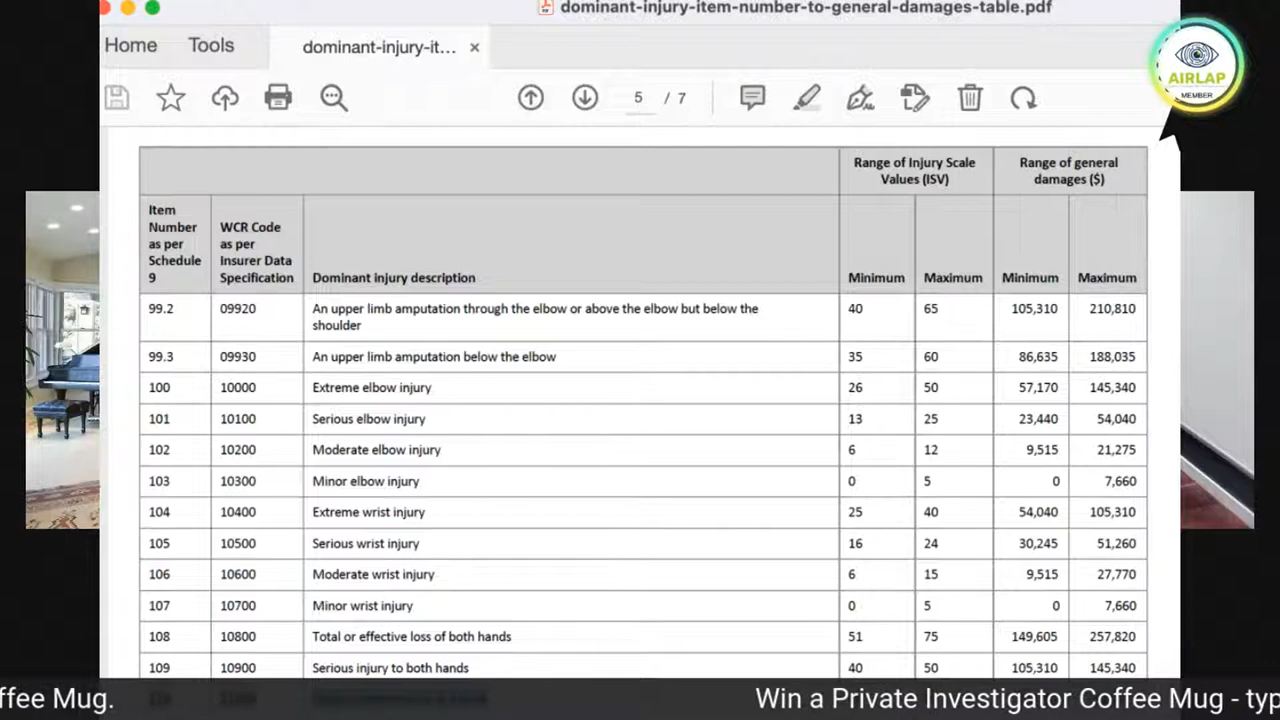 dominant-injury-item-number-to-general-damages-table.pdf
Home Tools dominant-injury-it... ×
5 / 7
AIRLAP
MEMBER
Range of Injury Scale Values (ISV) Range of general damages ($)
Item Number as per Schedule 9 WCR Code as per Insurer Data Specification Dominant injury description Minimum Maximum Minimum Maximum
99.2 09920 An upper limb amputation through the elbow or above the elbow but below the shoulder 40 65 105,310 210,810
99.3 09930 An upper limb amputation below the elbow 35 60 86,635 188,035
100 10000 Extreme elbow injury 26 50 57,170 145,340
101 10100 Serious elbow injury 13 25 23,440 54,040
102 10200 Moderate elbow injury 6 12 9,515 21,275
103 10300 Minor elbow injury 0 5 0 7,660
104 10400 Extreme wrist injury 25 40 54,040 105,310
105 10500 Serious wrist injury 16 24 30,245 51,260
106 10600 Moderate wrist injury 6 15 9,515 27,770
107 10700 Minor wrist injury 0 5 0 7,660
108 10800 Total or effective loss of both hands 51 75 149,605 257,820
109 10900 Serious injury to both hands 40 50 105,310 145,340
ffee Mug. Win a Private Investigator Coffee Mug - typ